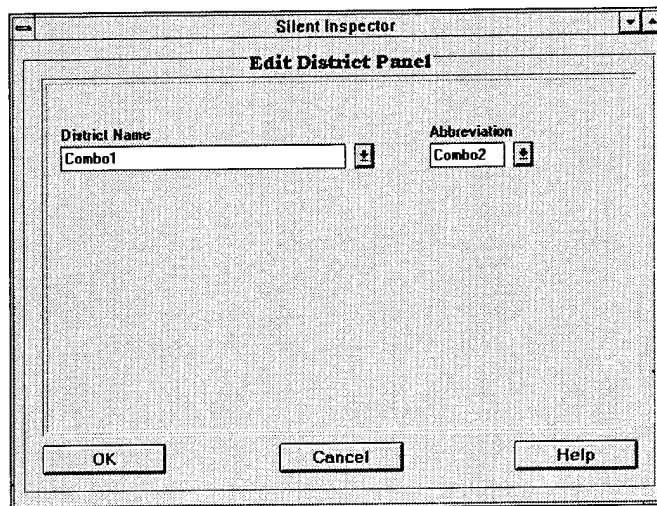 Silent Inspector
Edit District Panel
District Name
Abbreviation
Combo1
Combo2
OK
Cancel
Help